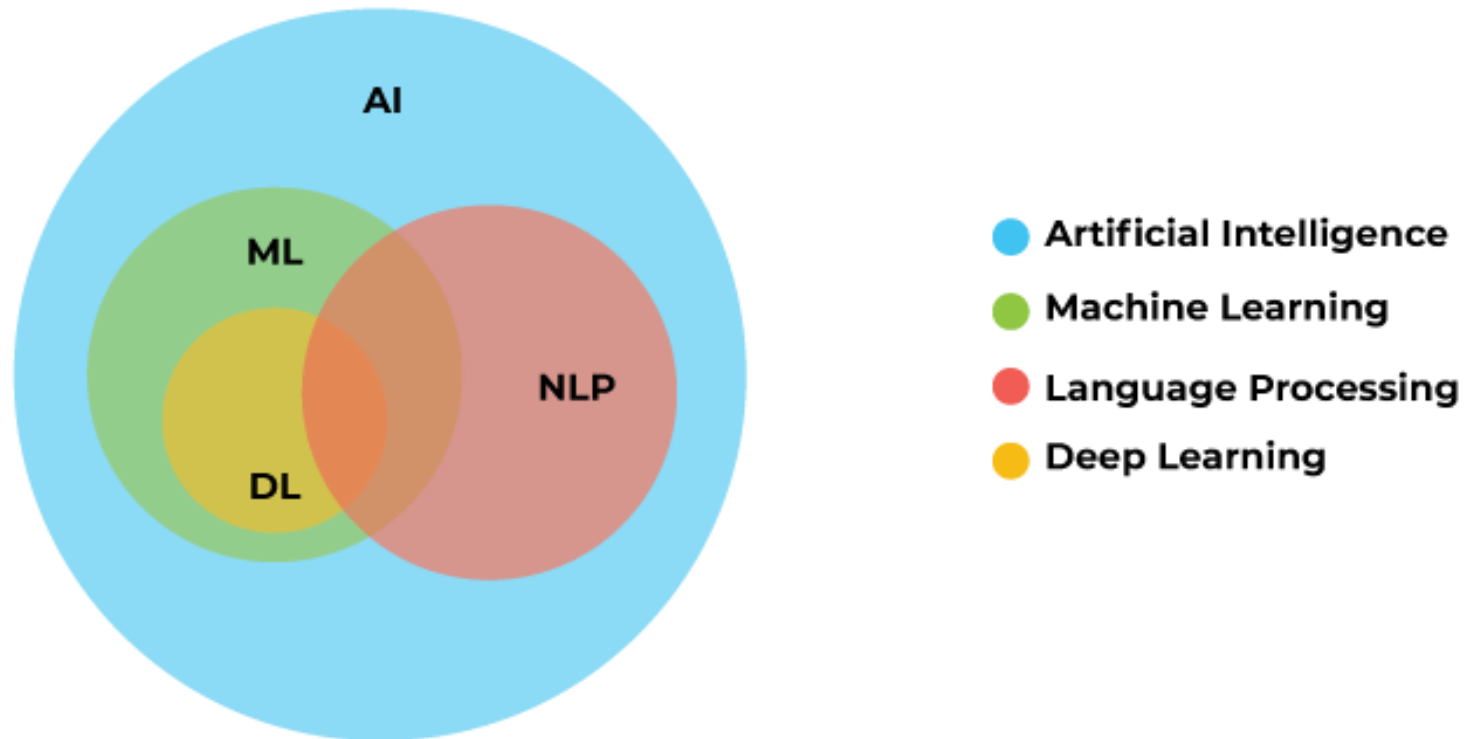 AI
ML
NLP
DL
Artificial Intelligence
Machine Learning
Language Processing
Deep Learning